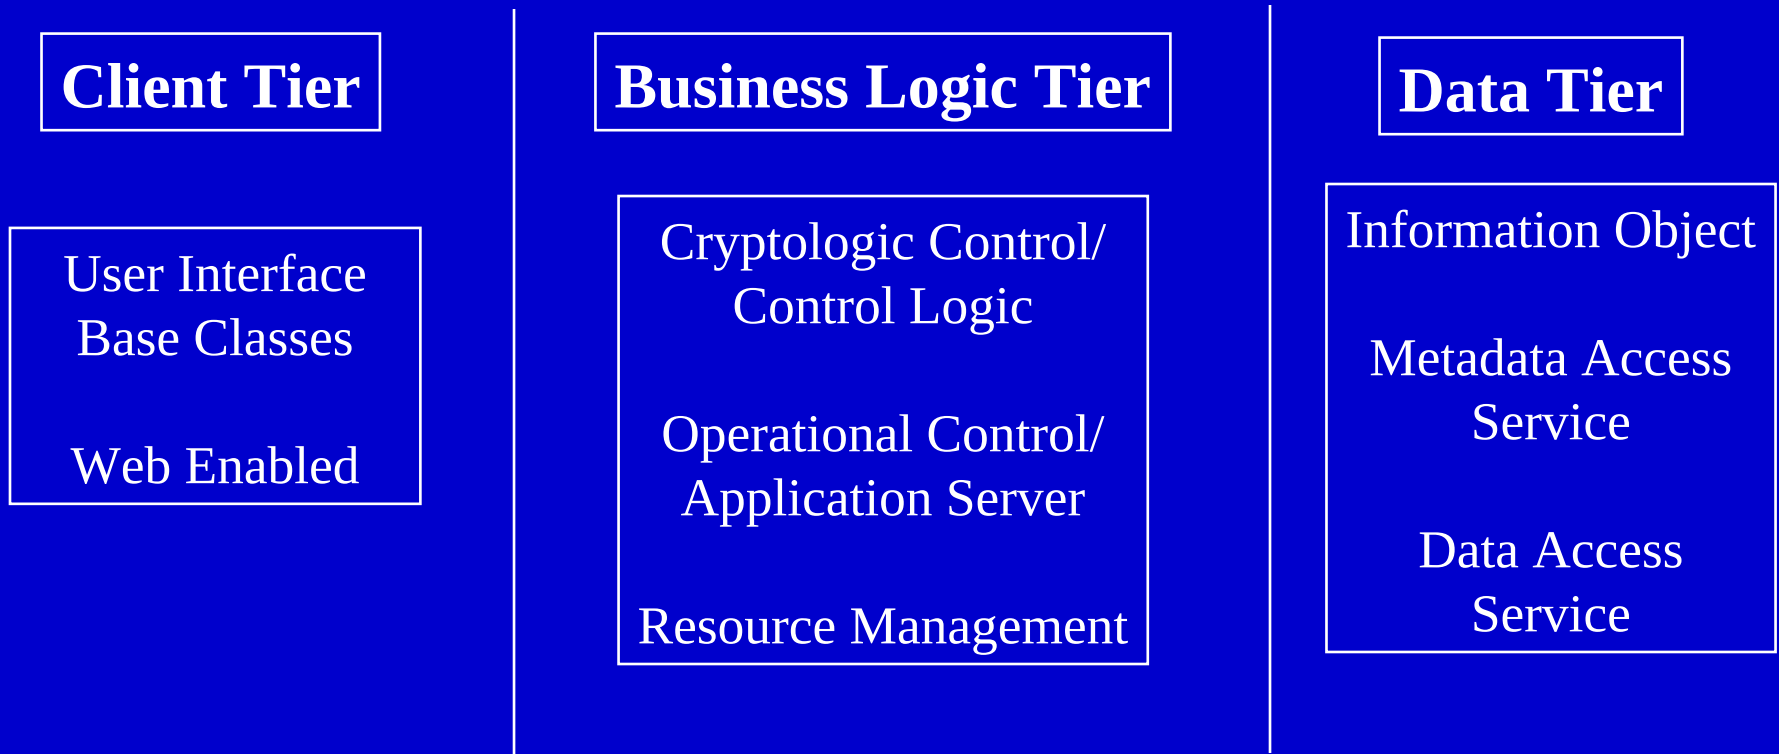 Client Tier
User Interface
Base Classes
Web Enabled
Business Logic Tier
Cryptologic Control/
Control Logic
Operational Control/
Application Server
Resource Management
Data Tier
Information Object
Metadata Access
Service
Data Access
Service